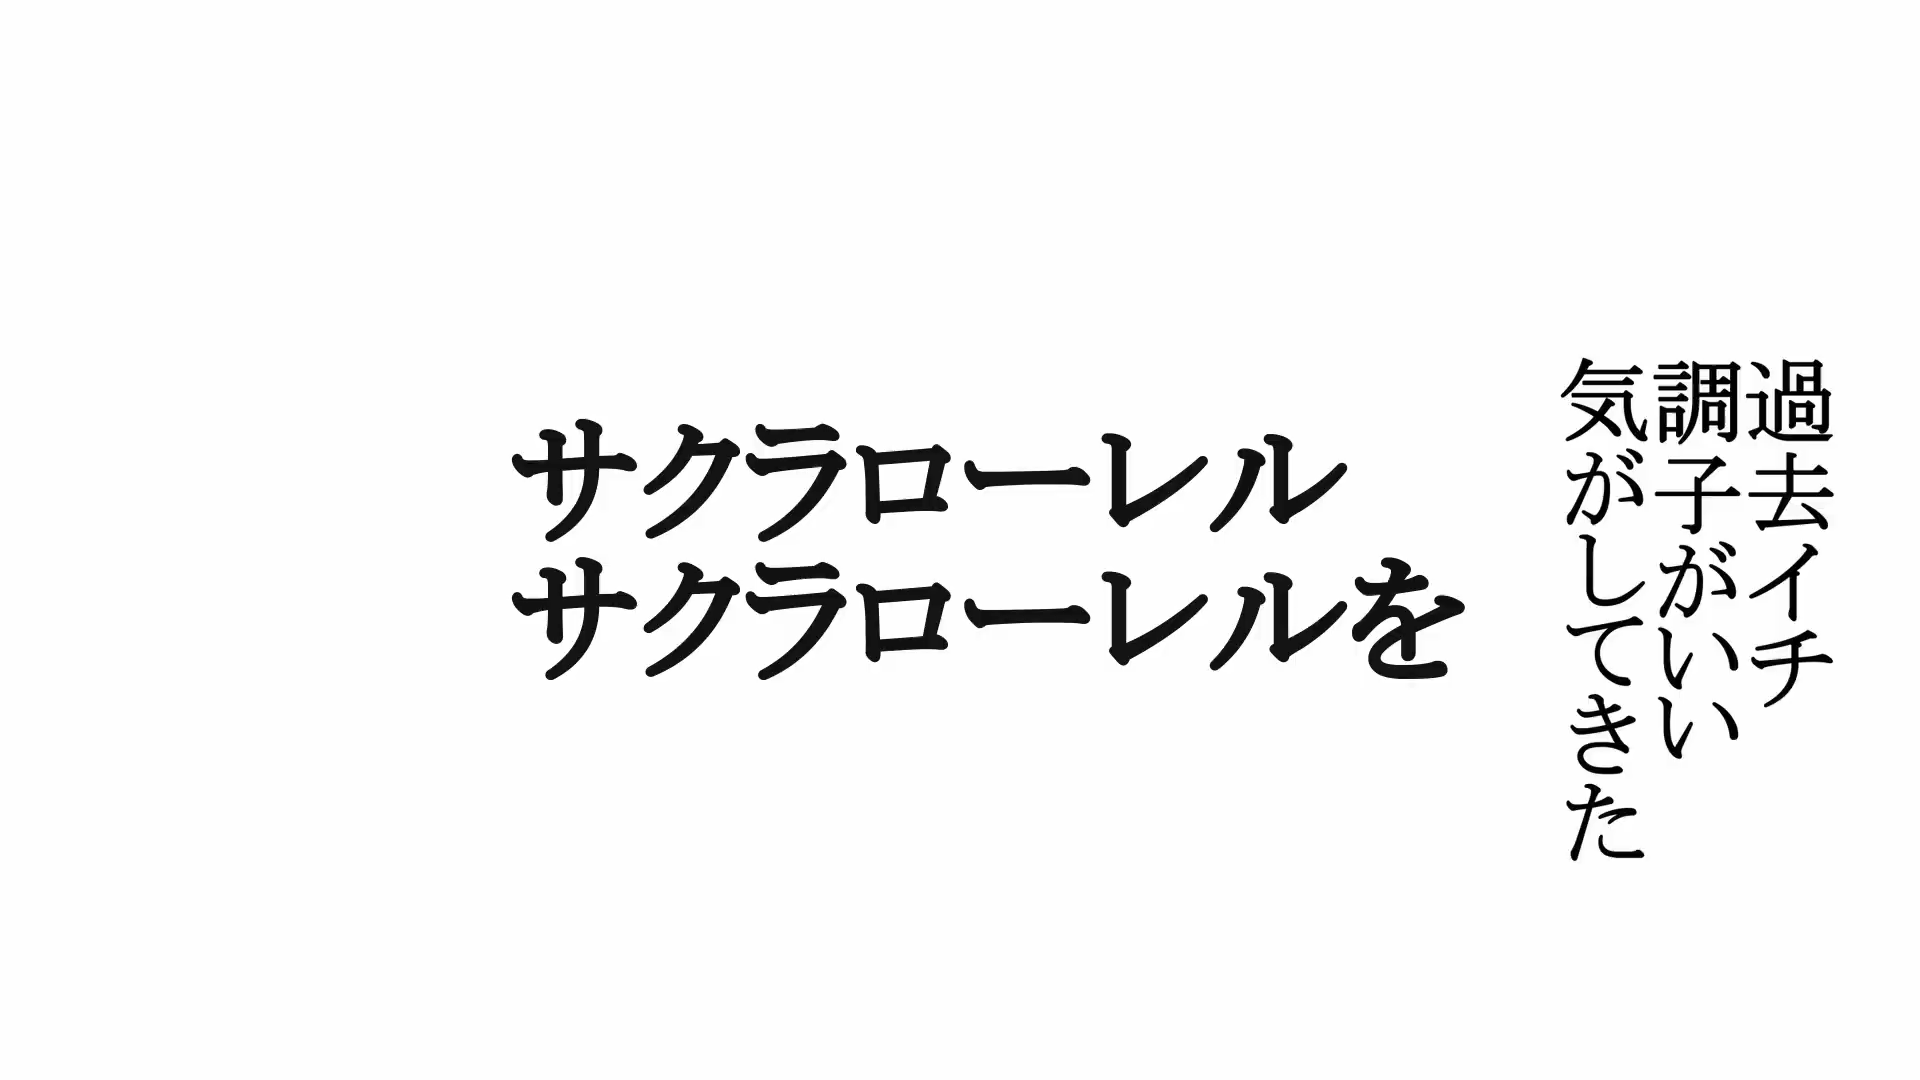 サクラローレル
サクラローレルを
過去イチ
調子がいい
気がしてきた